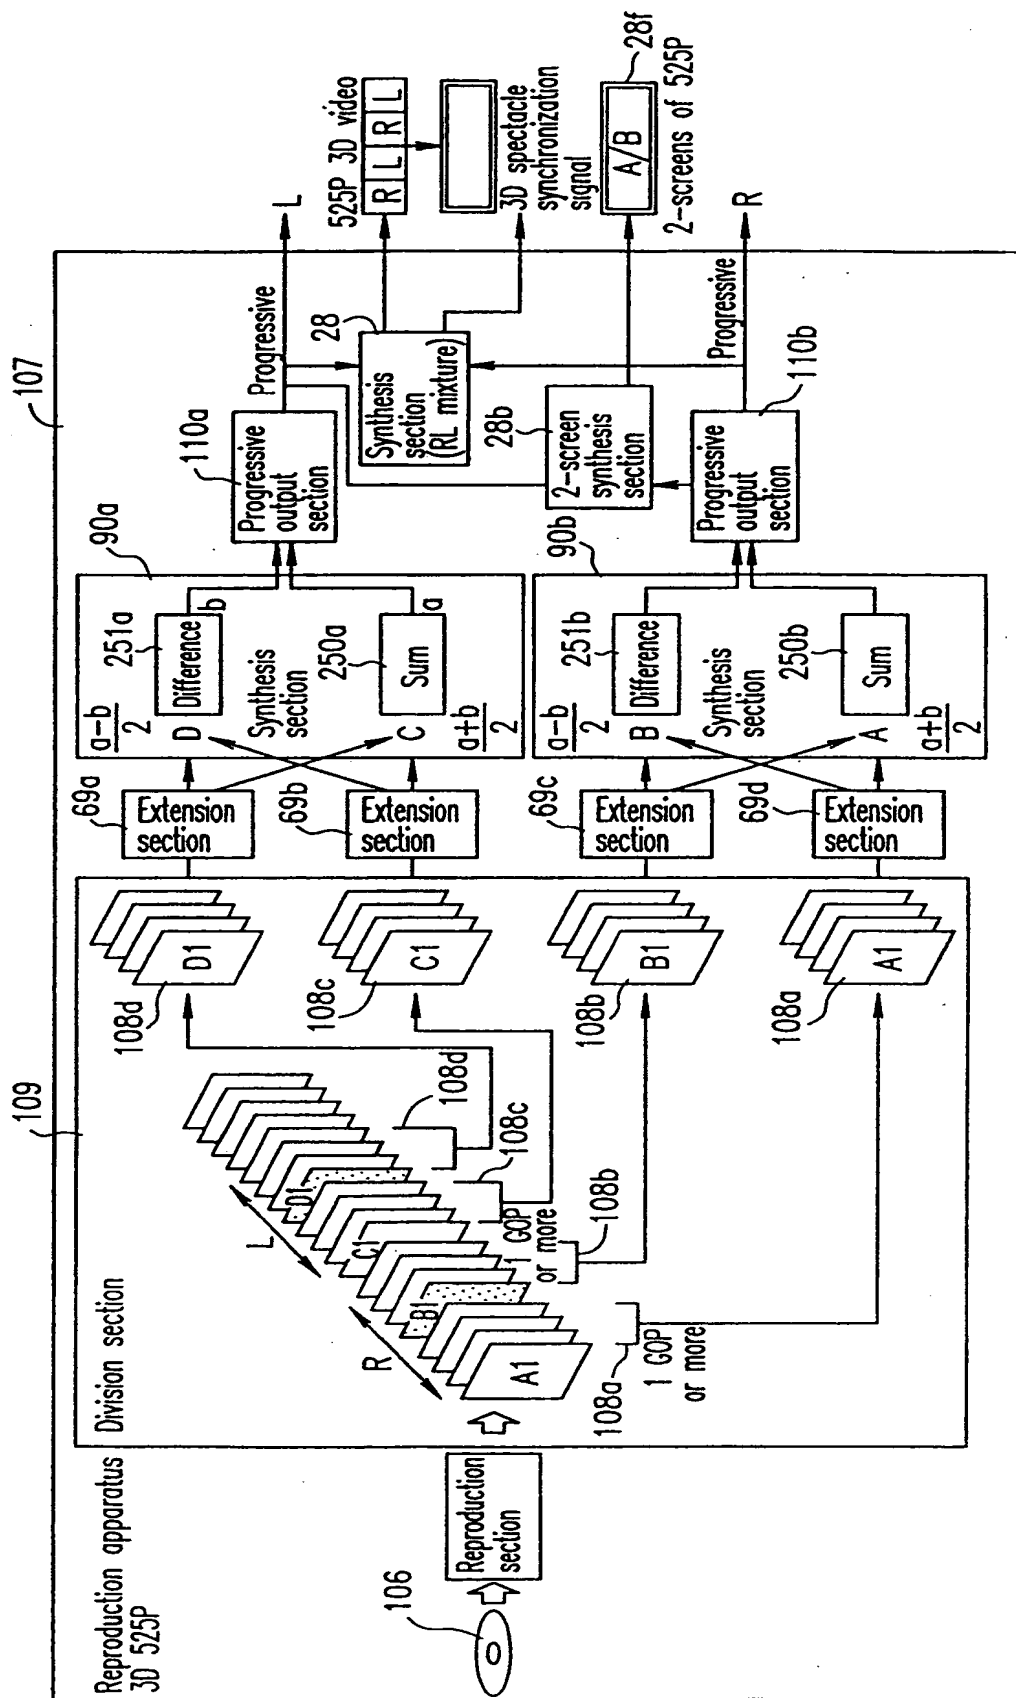 Reproduction apparatus
3D 525P
106
Reproduction
section
109
Division section
107
A1
B1
C1
D1
R
L
108a
1 GOP
or more
108b
1 GOP
or more
108c
108d
D1
108d
C1
108c
B1
108b
A1
108a
69a
Extension
section
69b
Extension
section
69c
Extension
section
69d
Extension
section
90a
a-b
2
D
251a
Difference
b
Synthesis
section
C
250a
Sum
a
a+b
2
90b
a-b
2
B
251b
Difference
Synthesis
section
A
250b
Sum
a+b
2
110a
Progressive
output
section
Progressive
L
28
Synthesis
section
(RL mixture)
525P 3D video
R L R L
3D spectacle
synchronization
signal
28b
2-screen
synthesis
section
A/B
28f
2-screens of 525P
110b
Progressive
output
section
Progressive
R